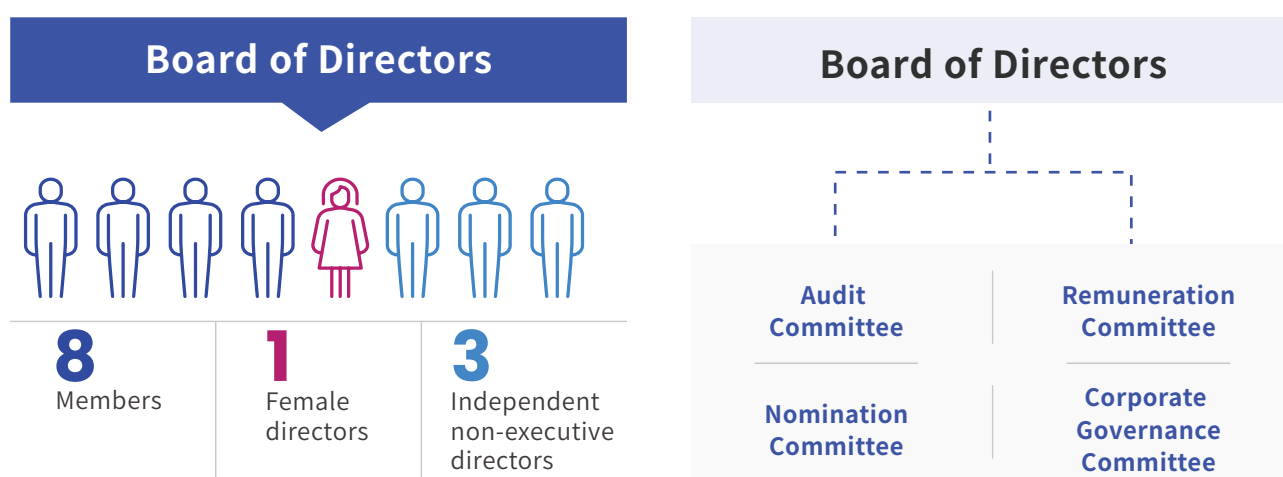 Board of Directors
8
Members
1
Female
directors
3
Independent
non-executive
directors
Board of Directors
Audit
Committee
Remuneration
Committee
Nomination
Committee
Corporate
Governance
Committee